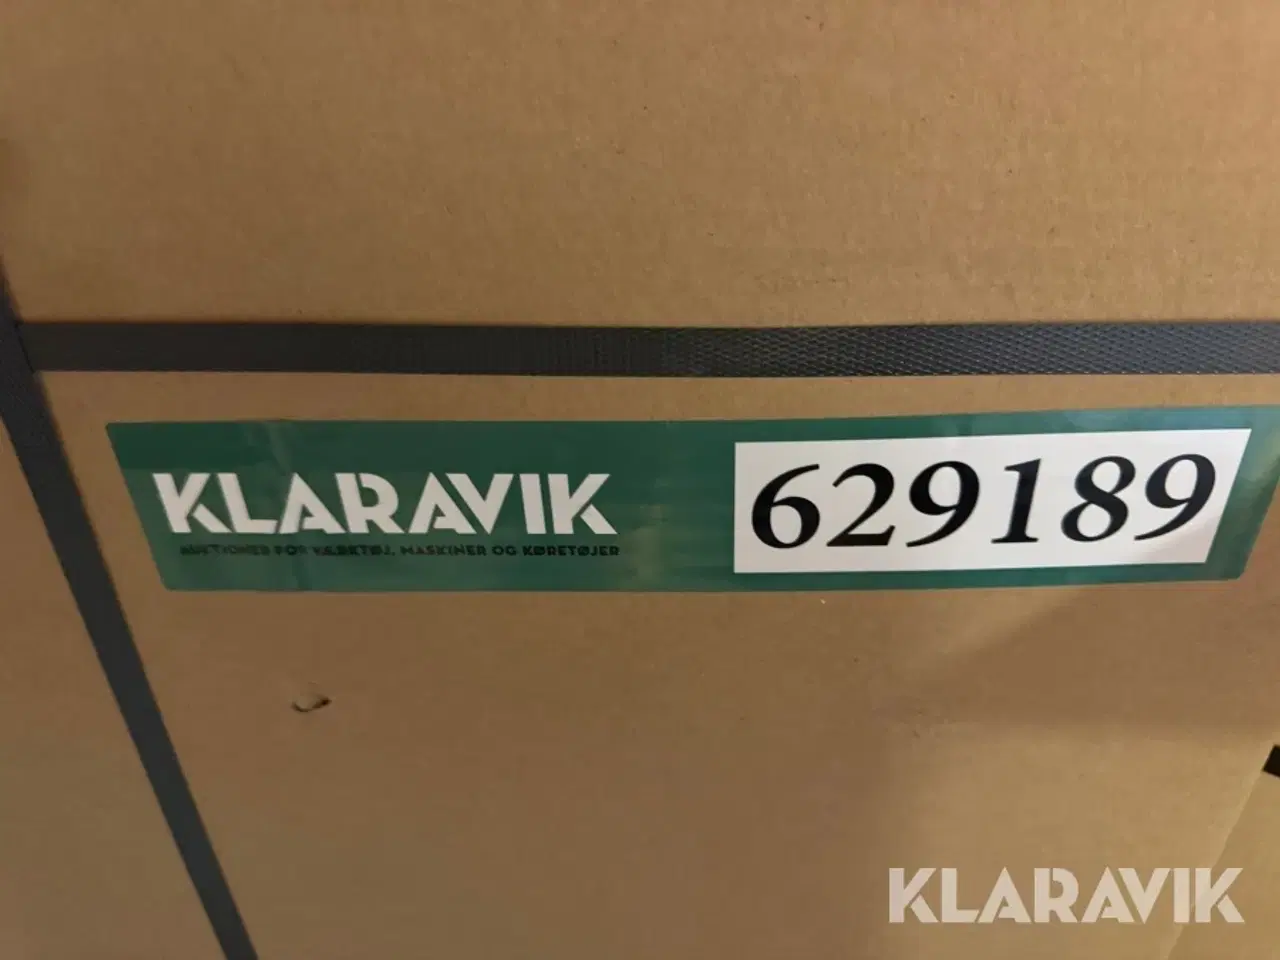 KLARAVIK
629189
AUKTIONER FOR VÆRKTØJ, MASKINER OG KØRETØJER
KLARAVIK